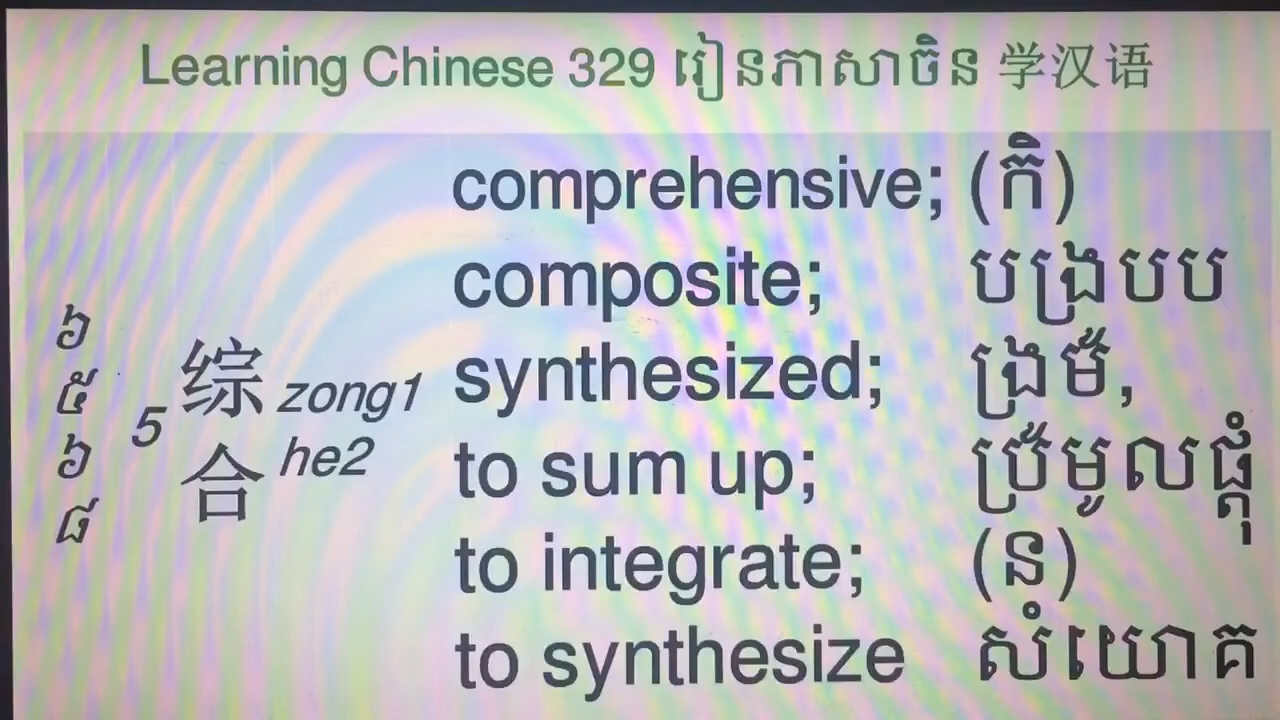 Learning Chinese 329 រៀនភាសាចិន 学汉语
៦
៥
៦
៨
5
综 zong1
合 he2
comprehensive;
composite;
synthesized;
to sum up;
to integrate;
to synthesize
(កិ)
បង្រួបប
ង្រួម,
ប្រមូលផ្តុំ
(ន)
សំយោគ